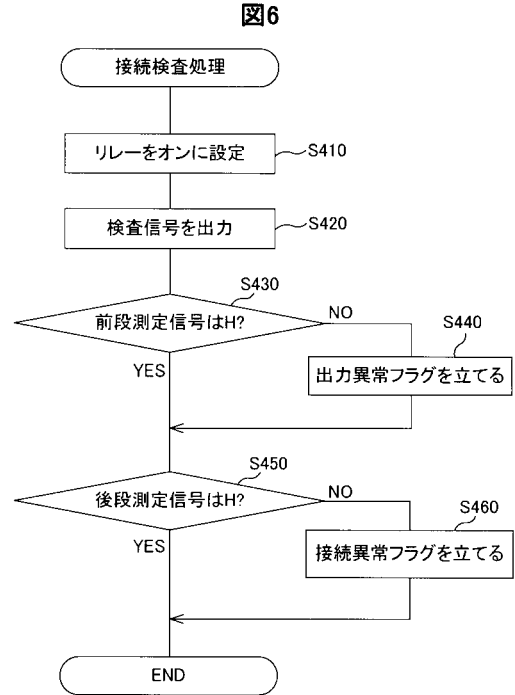 図6
接続検査処理
リレーをオンに設定
S410
検査信号を出力
S420
S430
前段測定信号はH?
NO
S440
YES
出力異常フラグを立てる
S450
後段測定信号はH?
NO
S460
YES
接続異常フラグを立てる
END